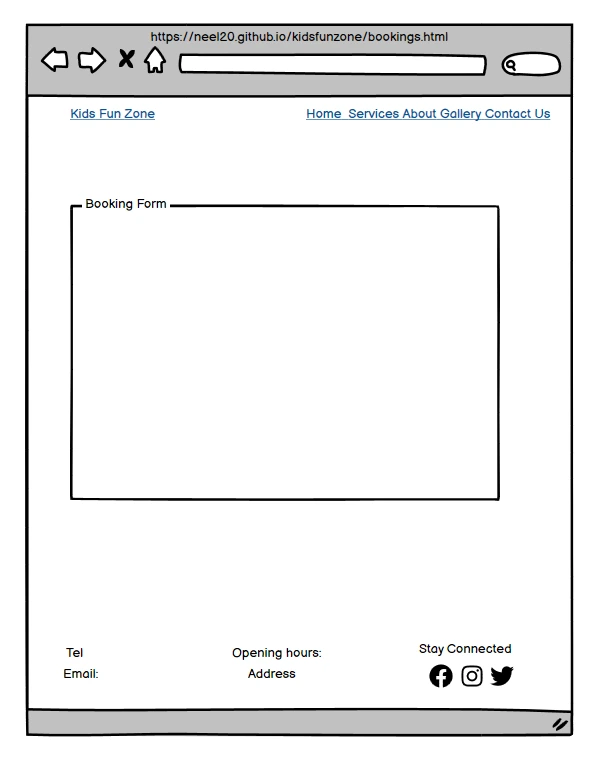 https://neel20.github.io/kidsfunzone/bookings.html
Kids Fun Zone
Home Services About Gallery Contact Us
Booking Form
Tel
Email:
Opening hours:
Address
Stay Connected